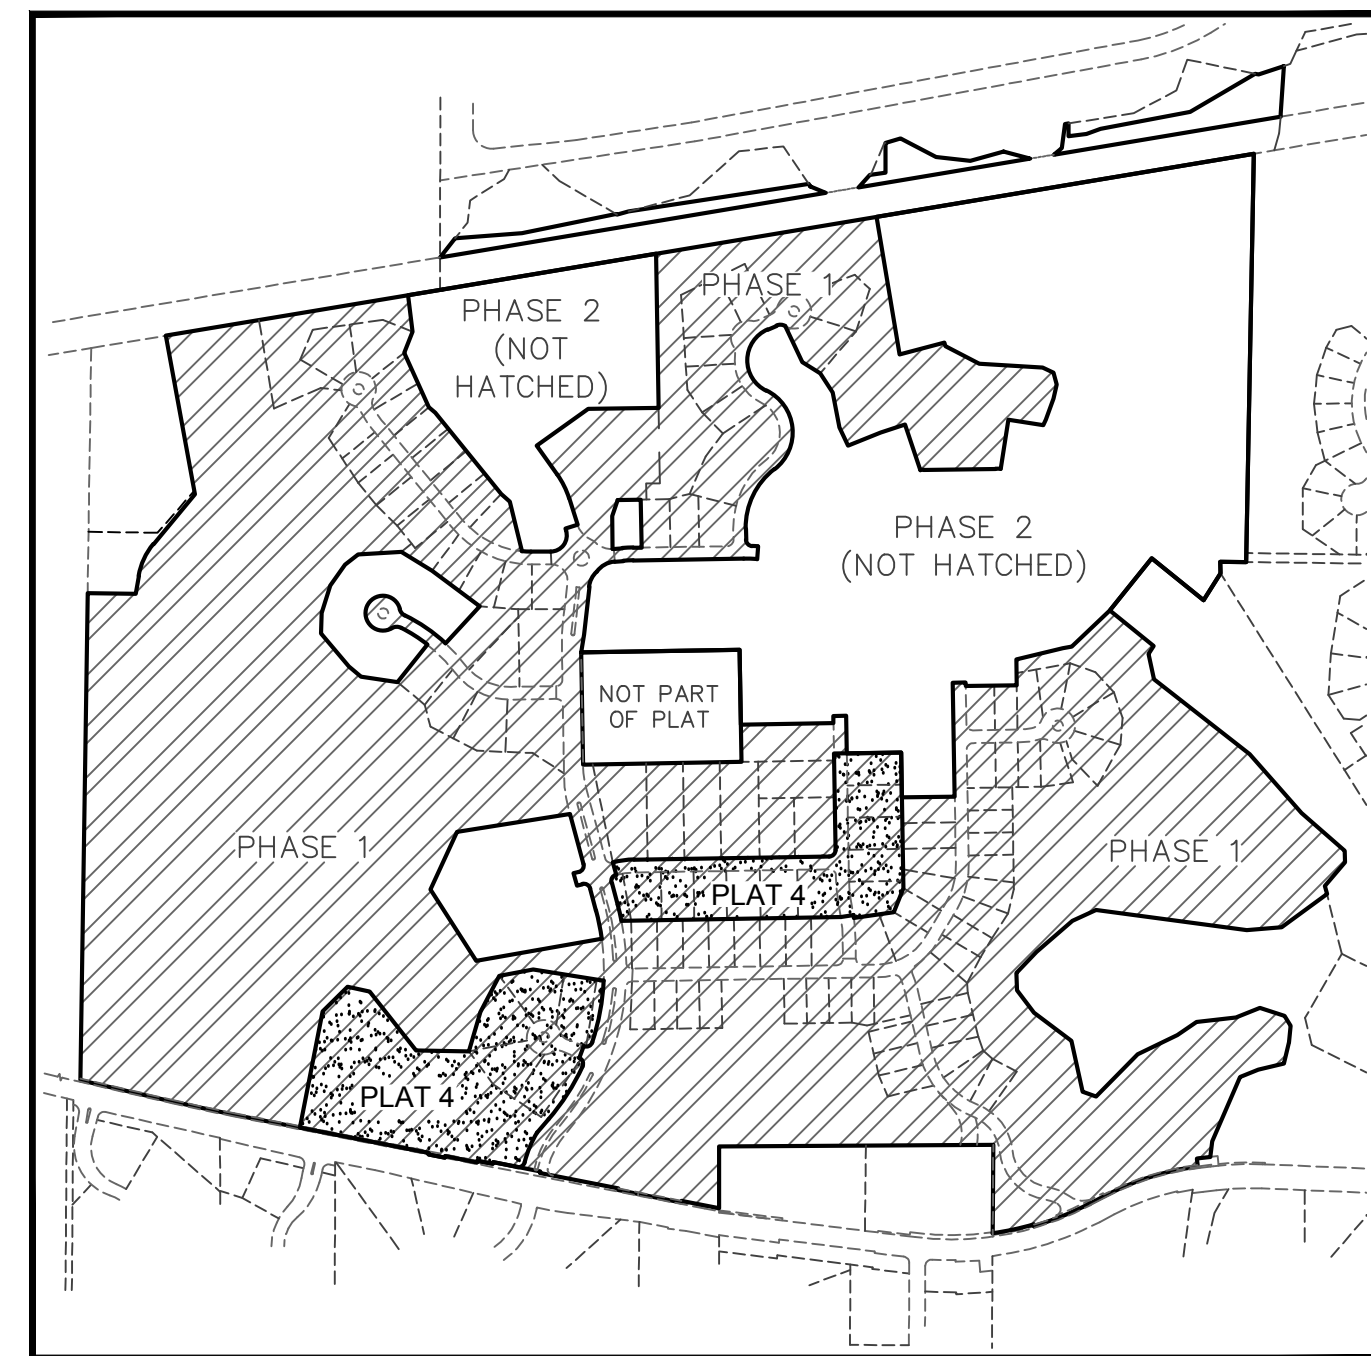 PHASE 1
PHASE 2
(NOT
HATCHED)
PHASE 2
(NOT HATCHED)
NOT PART
OF PLAT
PHASE 1
PHASE 1
PLAT 4
PLAT 4